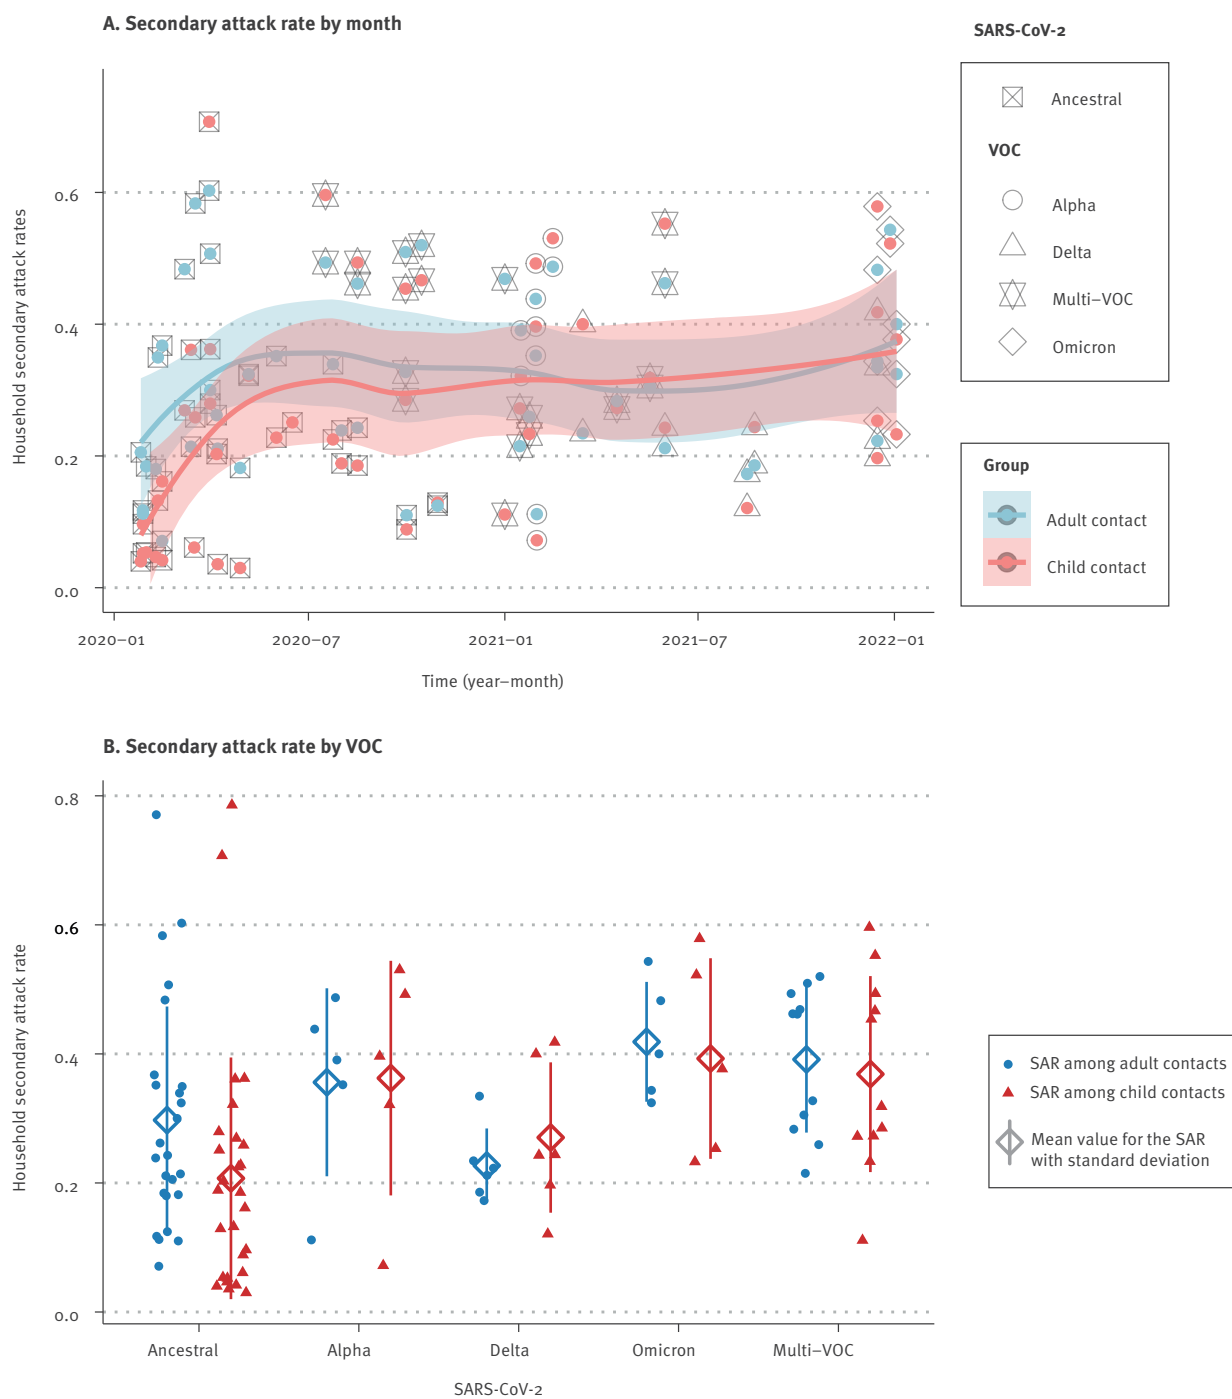 A. Secondary attack rate by month
SARS-CoV-2
Ancestral
VOC
Alpha
Delta
Multi–VOC
Omicron
Group
Adult contact
Child contact
Household secondary attack rates
0.6
0.4
0.2
0.0
2020–01
2020–07
2021–01
2021–07
2022–01
Time (year–month)
B. Secondary attack rate by VOC
Household secondary attack rate
0.8
0.6
0.4
0.2
0.0
Ancestral
Alpha
Delta
Omicron
Multi–VOC
SARS-CoV-2
SAR among adult contacts
SAR among child contacts
Mean value for the SAR
with standard deviation